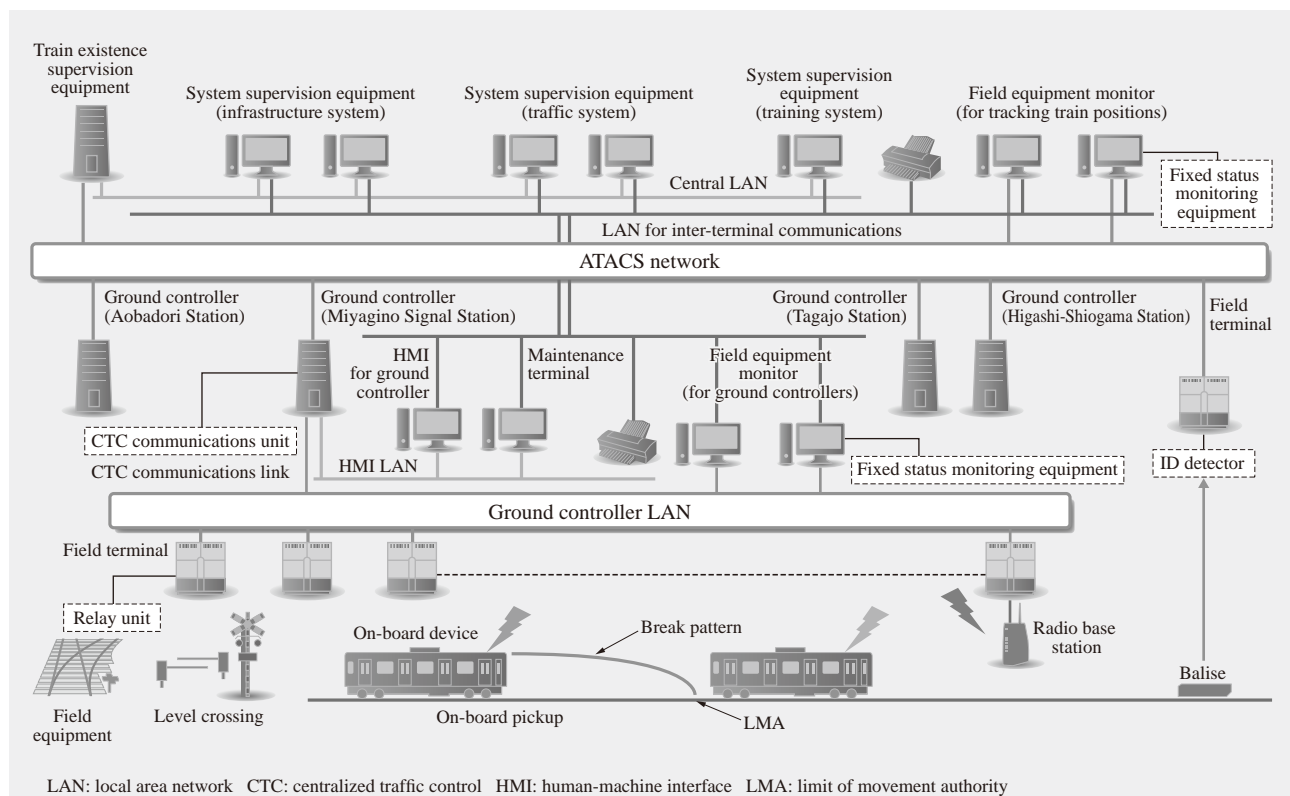 Train existence
supervision
equipment
System supervision equipment
(infrastructure system)
System supervision equipment
(traffic system)
System supervision
equipment
(training system)
Field equipment monitor
(for tracking train positions)
Fixed status
monitoring
equipment
Central LAN
LAN for inter-terminal communications
ATACS network
Ground controller
(Aobadori Station)
Ground controller
(Miyagino Signal Station)
Ground controller
(Tagajo Station)
Ground controller
(Higashi-Shiogama Station)
Field
terminal
HMI
for ground
controller
Maintenance
terminal
Field equipment
monitor
(for ground controllers)
CTC communications unit
CTC communications link
HMI LAN
Fixed status monitoring equipment
ID detector
Ground controller LAN
Field terminal
Relay unit
On-board device
Break pattern
Radio base
station
Balise
Field
equipment
Level crossing
On-board pickup
LMA
LAN: local area network CTC: centralized traffic control HMI: human-machine interface LMA: limit of movement authority